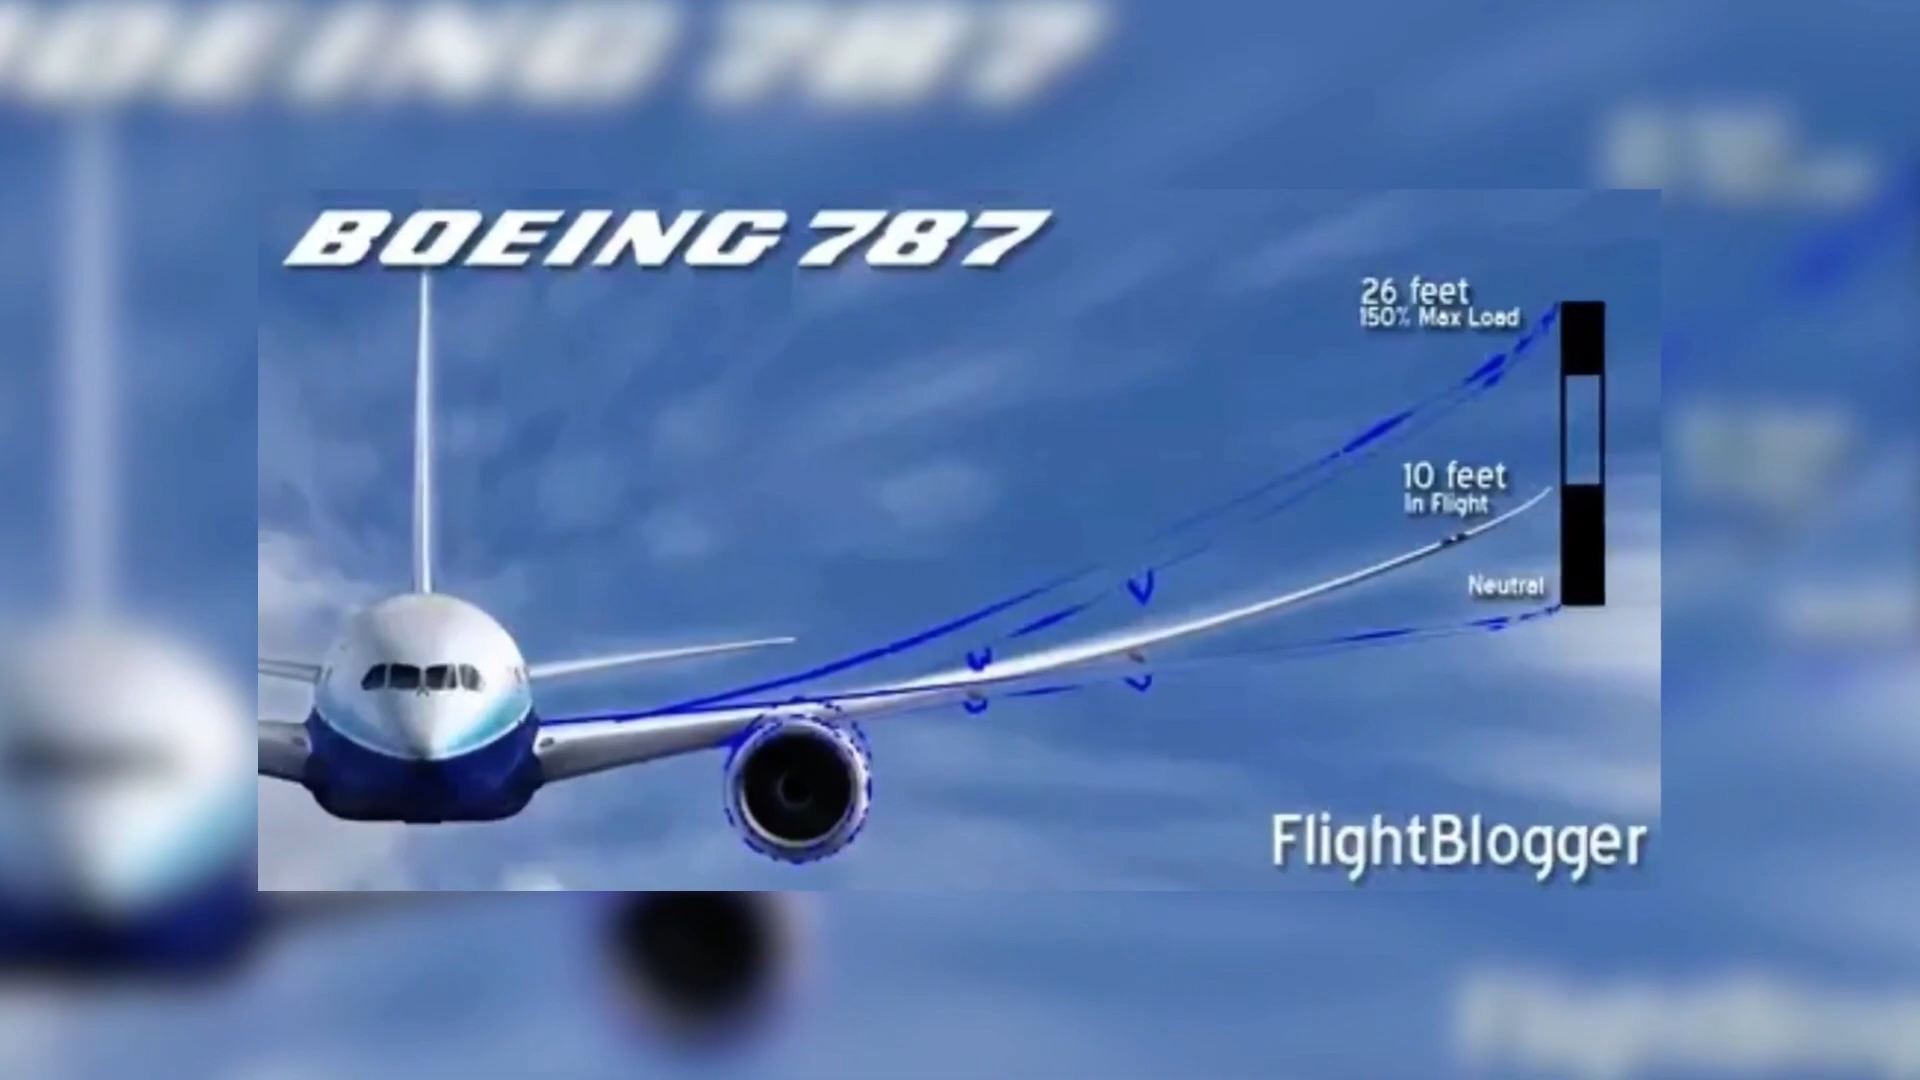 BOEING 787
26 feet
150% Max Load
10 feet
In Flight
Neutral
FlightBlogger